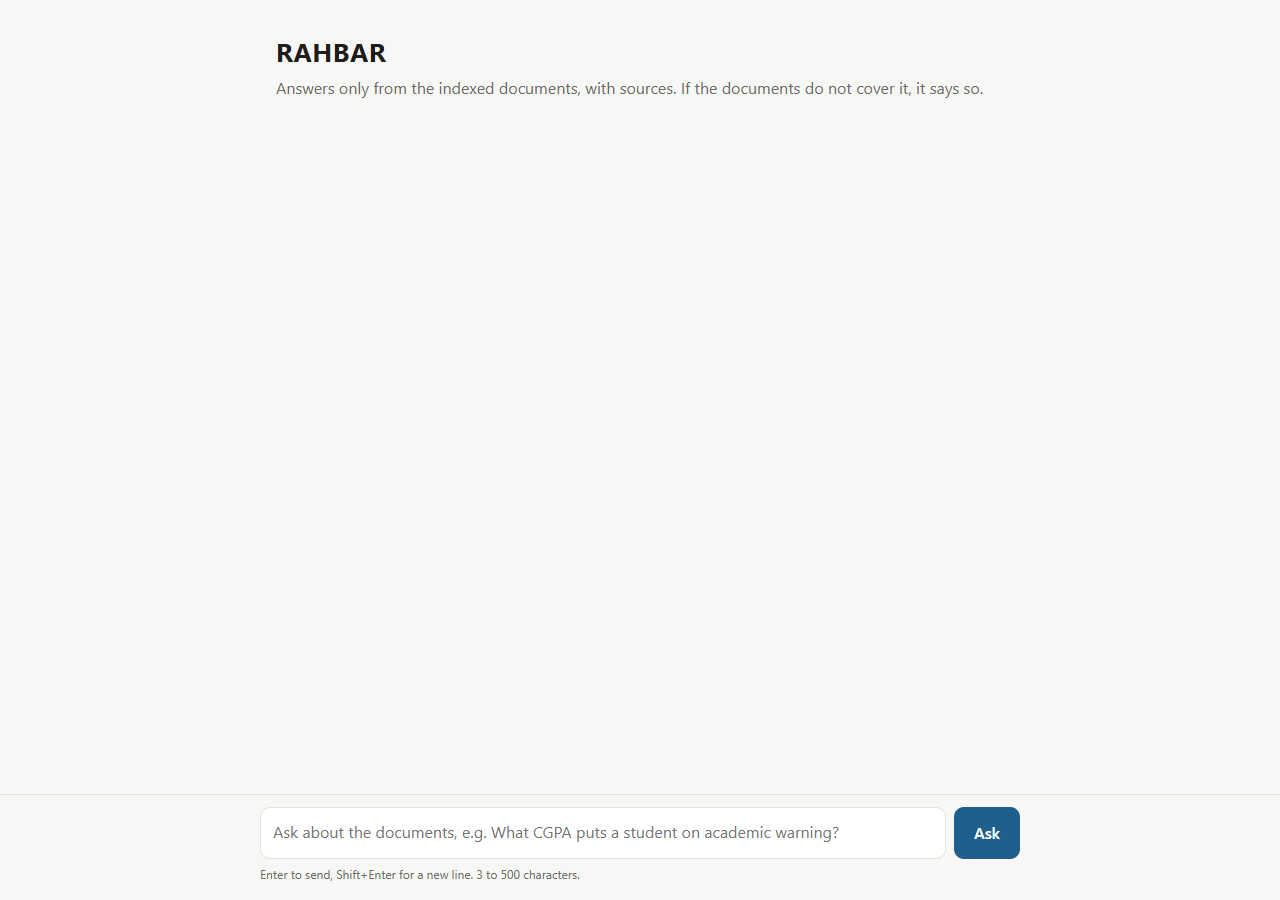 RAHBAR
Answers only from the indexed documents, with sources. If the documents do not cover it, it says so.
Ask about the documents, e.g. What CGPA puts a student on academic warning?
Ask
Enter to send, Shift+Enter for a new line. 3 to 500 characters.